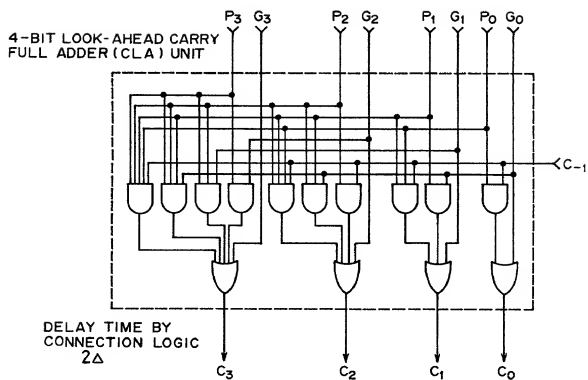 P3 G3 P2 G2 P1 G1 P0 G0
4-BIT LOOK-AHEAD CARRY
FULL ADDER (CLA) UNIT
C-1
DELAY TIME BY
CONNECTION LOGIC
2Δ
C3 C2 C1 C0